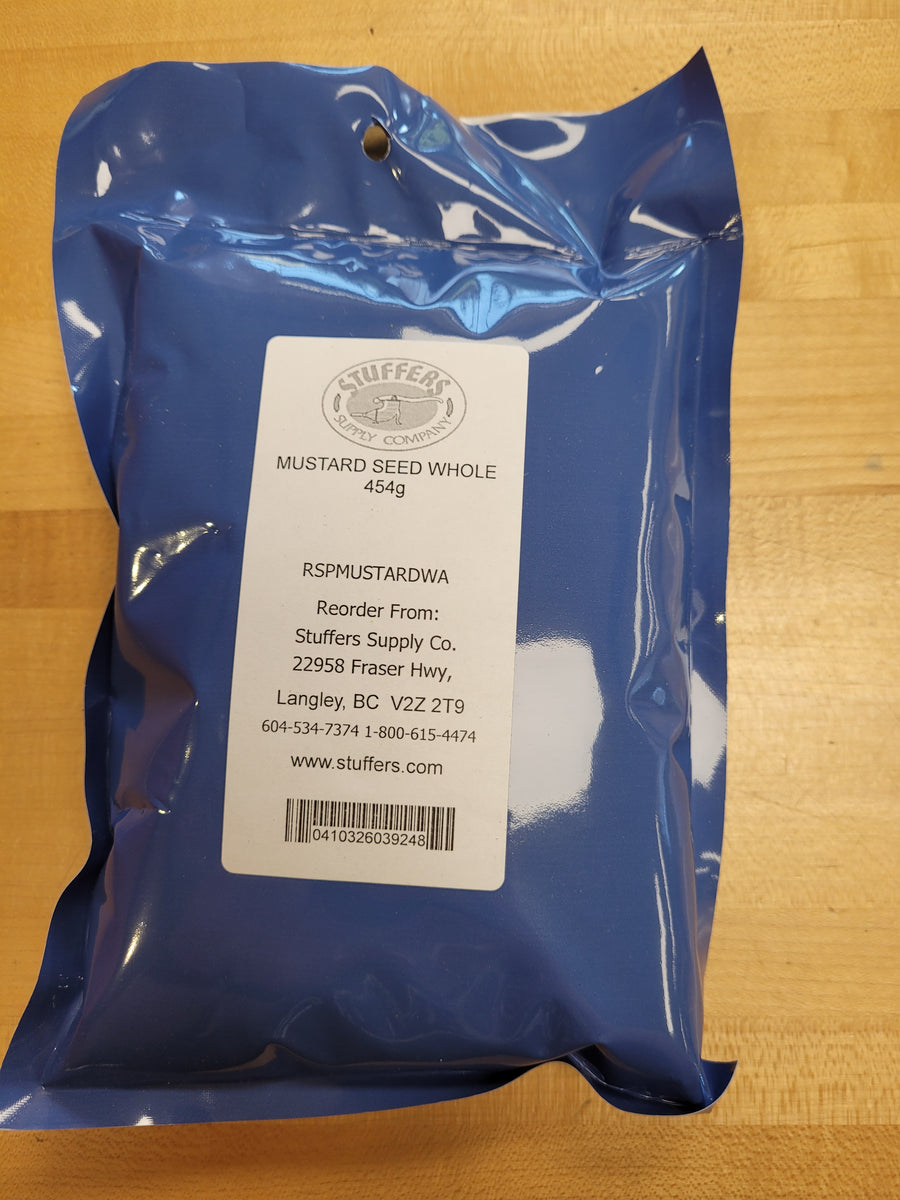 STUFFERS
SUPPLY COMPANY
MUSTARD SEED WHOLE
454g
RSPMUSTARDWA
Reorder From:
Stuffers Supply Co.
22958 Fraser Hwy,
Langley, BC  V2Z 2T9
604-534-7374 1-800-615-4474
www.stuffers.com
0410326039248